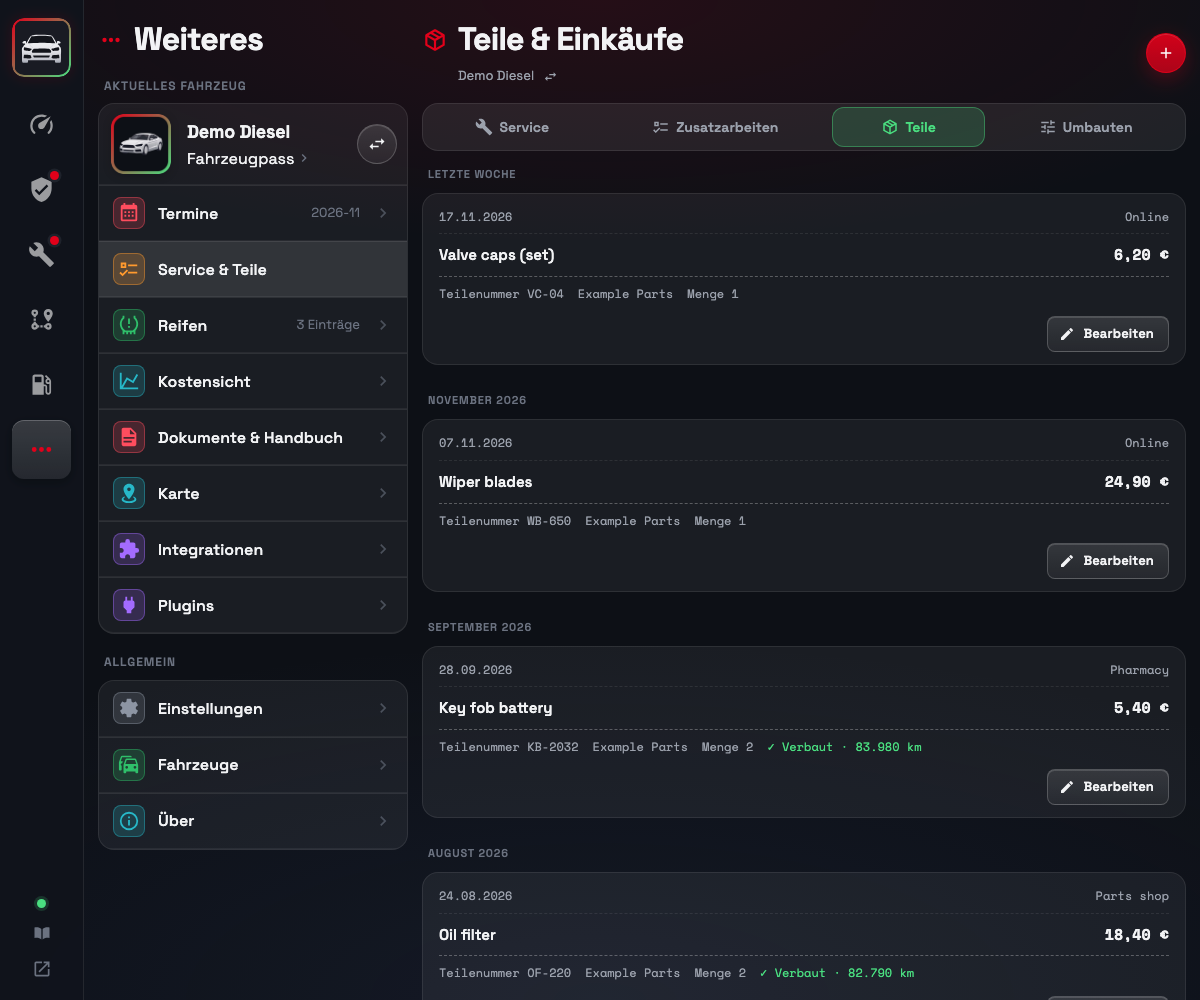 Weiteres
AKTUELLES FAHRZEUG
Demo Diesel
Fahrzeugpass
Termine 2026-11
Service & Teile
Reifen 3 Einträge
Kostensicht
Dokumente & Handbuch
Karte
Integrationen
Plugins
ALLGEMEIN
Einstellungen
Fahrzeuge
Über
Teile & Einkäufe
Demo Diesel
+
Service Zusatzarbeiten Teile Umbauten
LETZTE WOCHE
17.11.2026 Online
Valve caps (set) 6,20 €
Teilenummer VC-04 Example Parts Menge 1
Bearbeiten
NOVEMBER 2026
07.11.2026 Online
Wiper blades 24,90 €
Teilenummer WB-650 Example Parts Menge 1
Bearbeiten
SEPTEMBER 2026
28.09.2026 Pharmacy
Key fob battery 5,40 €
Teilenummer KB-2032 Example Parts Menge 2 ✓ Verbaut · 83.980 km
Bearbeiten
AUGUST 2026
24.08.2026 Parts shop
Oil filter 18,40 €
Teilenummer OF-220 Example Parts Menge 2 ✓ Verbaut · 82.790 km